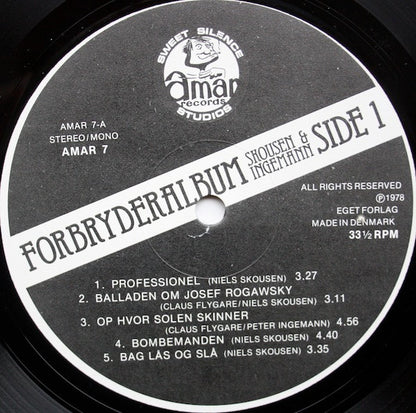 SWEET SILENCE
Amar
records
STUDIOS
AMAR 7-A
STEREO/MONO
AMAR 7
FORBRYDERALBUM SKOUSEN & INGEMANN SIDE 1
ALL RIGHTS RESERVED
Ⓟ1978
EGET FORLAG
MADE IN DENMARK
33½ RPM
1. PROFESSIONEL (NIELS SKOUSEN) 3.27
2. BALLADEN OM JOSEF ROGAWSKY
(CLAUS FLYGARE/NIELS SKOUSEN) 3.11
3. OP HVOR SOLEN SKINNER
(CLAUS FLYGARE/PETER INGEMANN) 4.56
4. BOMBEMANDEN (NIELS SKOUSEN) 4.40
5. BAG LÅS OG SLÅ (NIELS SKOUSEN) 3.35